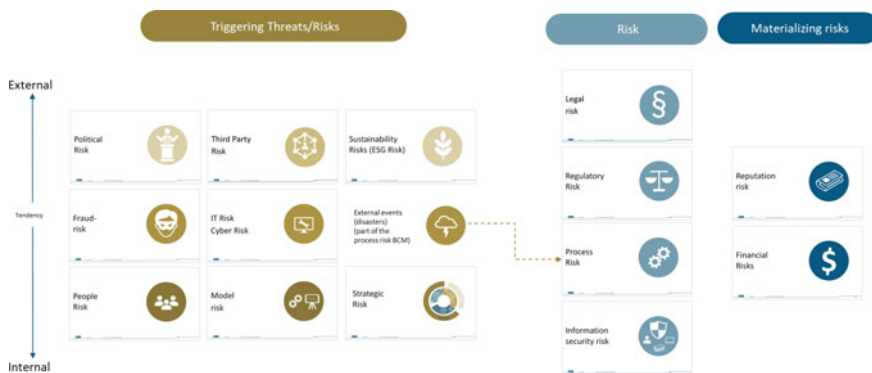 Triggering Threats/Risks
Risk
Materializing risks
External
Tendency
Internal
Political
Risk
Third Party
Risk
Sustainability
Risks (ESG Risk)
Fraud-
risk
IT Risk
Cyber Risk
External events
(disasters)
(part of the
process risk BCM)
People
Risk
Model
risk
Strategic
Risk
Legal
risk
§
Regulatory
Risk
Process
Risk
Information
security risk
Reputation
risk
Financial
Risks
$